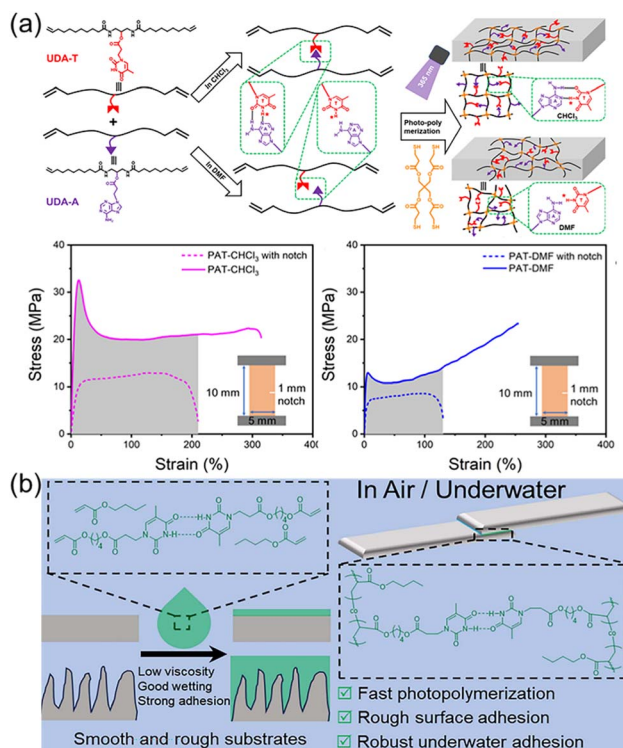 (a)
UDA-T
+
UDA-A
In CHCl₃
In DMF
365 nm
Photo-poly
merization
CHCl₃
DMF
Stress (MPa)
40
30
20
10
0
PAT-CHCl₃ with notch
PAT-CHCl₃
10 mm
1 mm
notch
5 mm
0 100 200 300 400
Strain (%)
Stress (MPa)
40
30
20
10
0
PAT-DMF with notch
PAT-DMF
10 mm
1 mm
notch
5 mm
0 100 200 300 400
Strain (%)
(b)
In Air / Underwater
Low viscosity
Good wetting
Strong adhesion
Smooth and rough substrates
☑ Fast photopolymerization
☑ Rough surface adhesion
☑ Robust underwater adhesion